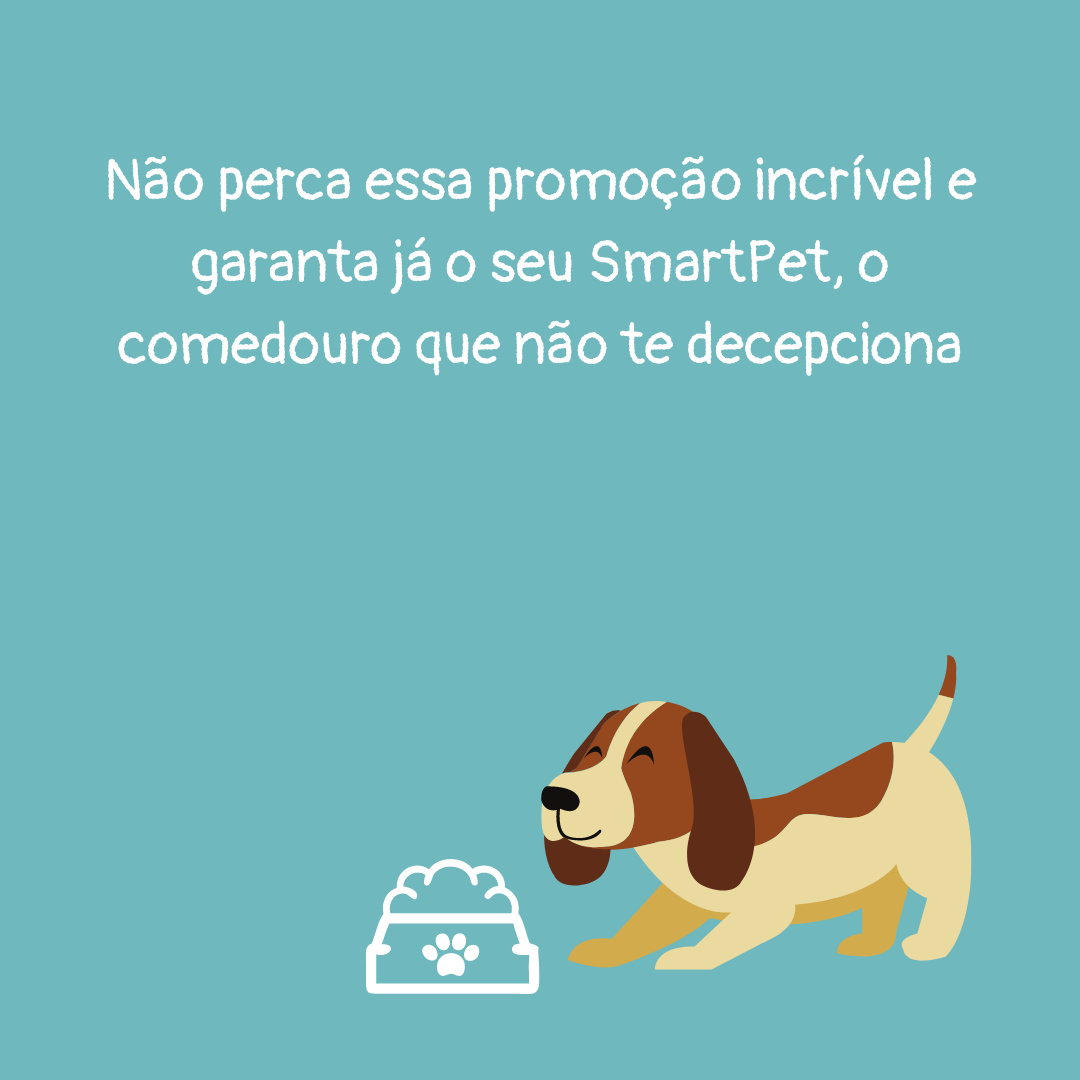 Não perca essa promoção incrível e
garanta já o seu SmartPet, o
comedouro que não te decepciona